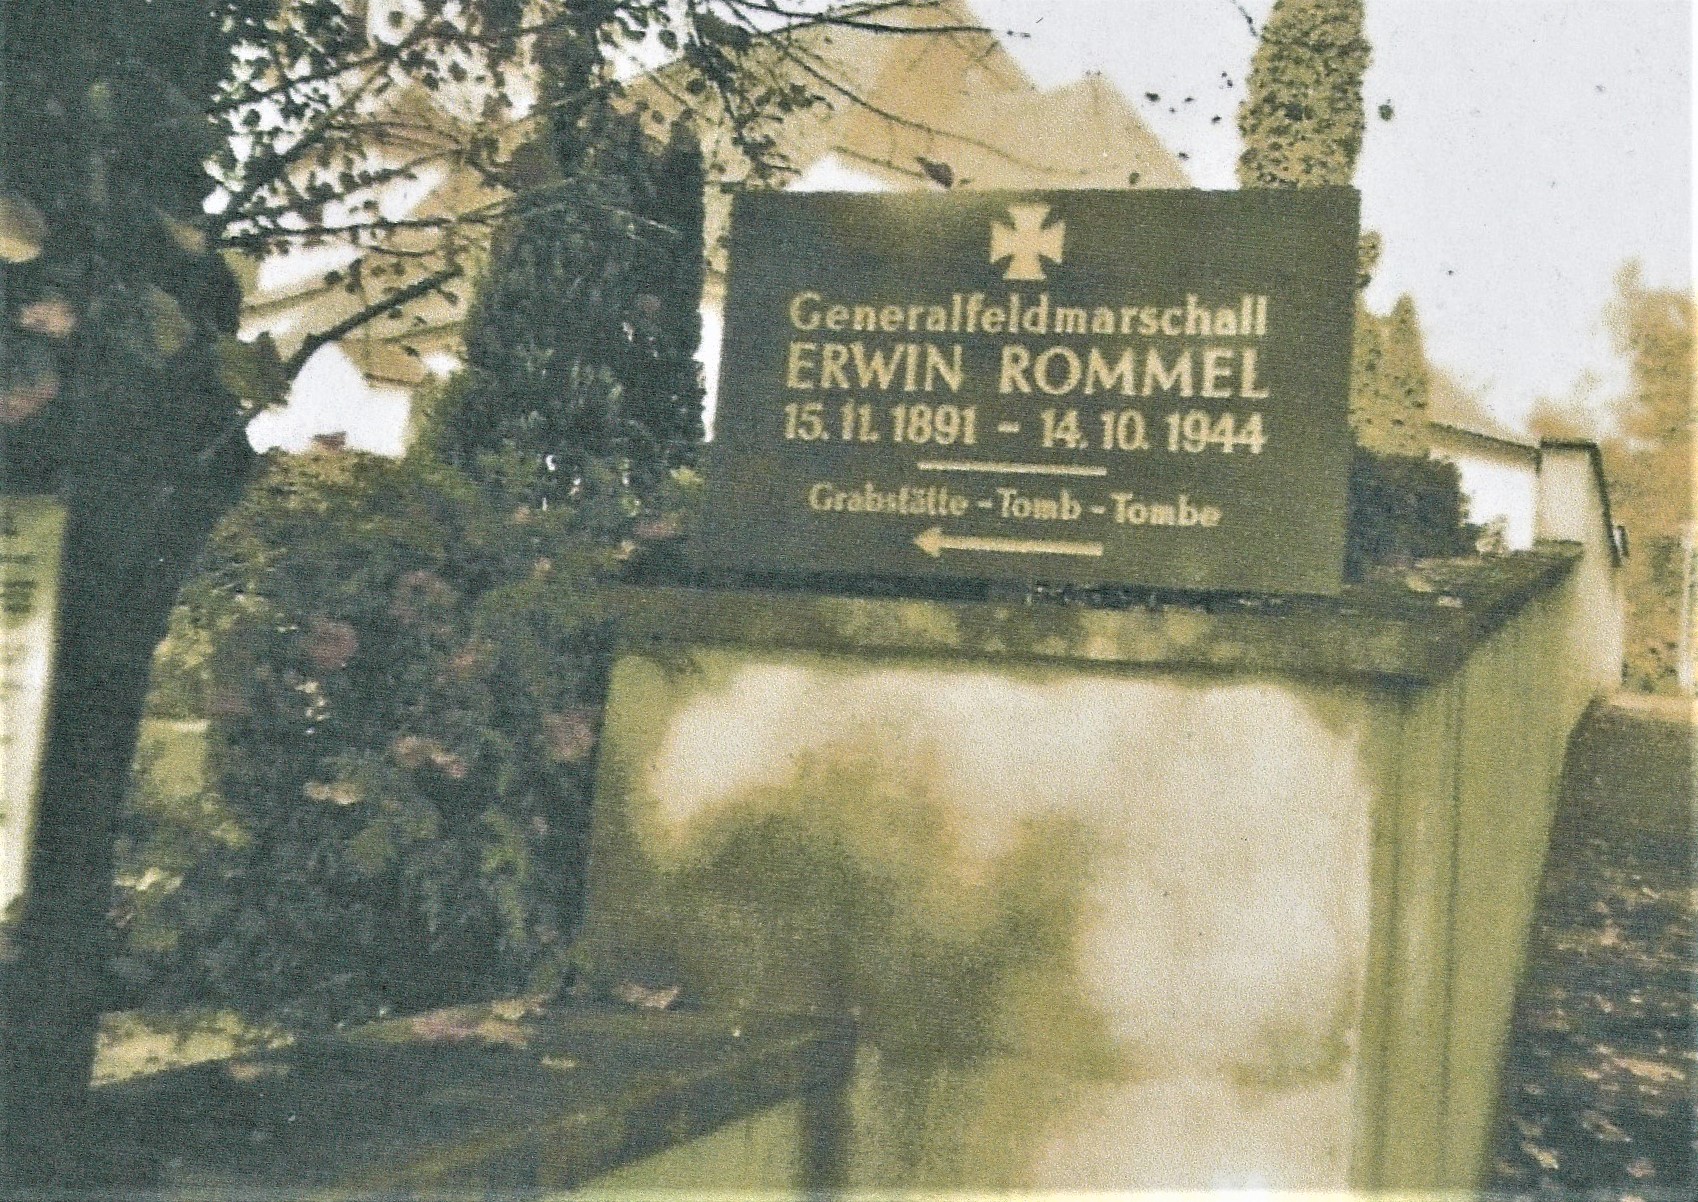 Generalfeldmarschall
ERWIN ROMMEL
15. 11. 1891 - 14. 10. 1944
Grabstätte - Tomb - Tombe